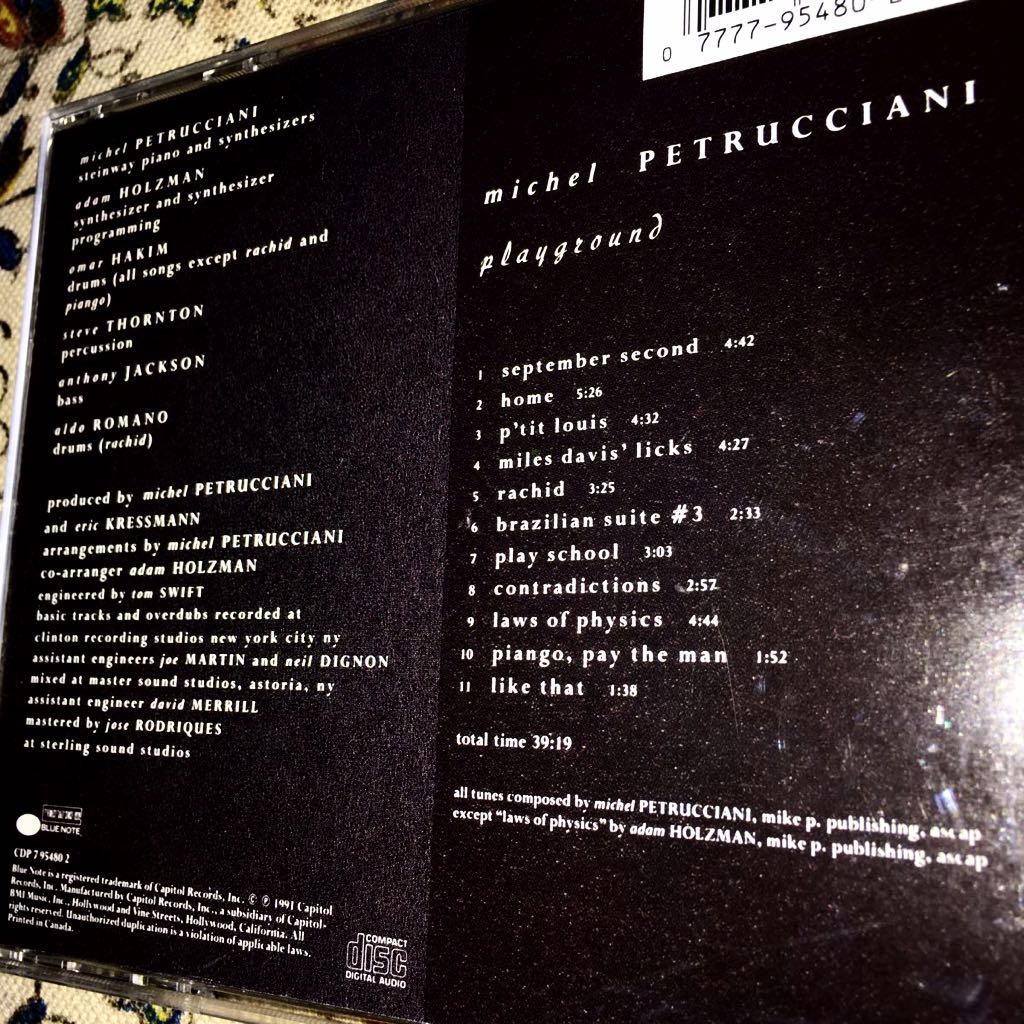 michel PETRUCCIANI
steinway piano and synthesizers
adam HOLZMAN
synthesizer and synthesizer
programming
omar HAKIM
drums (all songs except rachid and
piango)
steve THORNTON
percussion
anthony JACKSON
bass
aldo ROMANO
drums (rachid)
produced by michel PETRUCCIANI
and eric KRESSMANN
arrangements by michel PETRUCCIANI
co-arranger adam HOLZMAN
engineered by tom SWIFT
basic tracks and overdubs recorded at
clinton recording studios new york city ny
assistant engineers joe MARTIN and neil DIGNON
mixed at master sound studios, astoria, ny
assistant engineer david MERRILL
mastered by jose RODRIQUES
at sterling sound studios
BLUE NOTE
CDP 7 95480 2
Blue Note is a registered trademark of Capitol Records, Inc. © ℗ 1991 Capitol
Records, Inc. Manufactured by Capitol Records, Inc., a subsidiary of Capitol-
EMI Music, Inc., Hollywood and Vine Streets, Hollywood, California. All
rights reserved. Unauthorized duplication is a violation of applicable laws.
Printed in Canada.
COMPACT
disc
DIGITAL AUDIO
0 7777-95480-
michel PETRUCCIANI
playground
1 september second 4:42
2 home 5:26
3 p'tit louis 4:32
4 miles davis' licks 4:27
5 rachid 3:25
6 brazilian suite #3 2:33
7 play school 3:03
8 contradictions 2:57
9 laws of physics 4:44
10 piango, pay the man 1:52
11 like that 1:38
total time 39:19
all tunes composed by michel PETRUCCIANI, mike p. publishing, ascap
except "laws of physics" by adam HOLZMAN, mike p. publishing, ascap